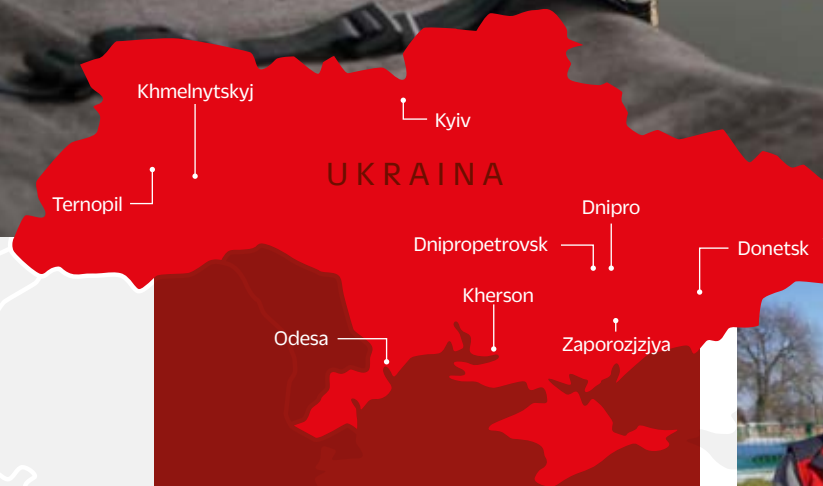 Khmelnytskyj
Kyiv
UKRAINA
Ternopil
Dnipro
Dnipropetrovsk
Donetsk
Kherson
Odesa
Zaporozjzjya